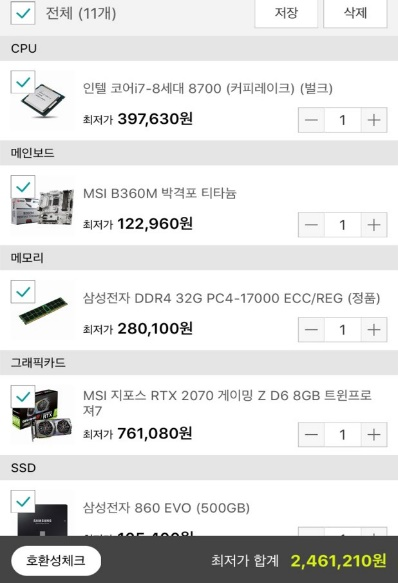 전체 (11개)
저장
삭제
CPU
인텔 코어i7-8세대 8700 (커피레이크) (벌크)
최저가 397,630원
1
메인보드
MSI B360M 박격포 티타늄
최저가 122,960원
1
메모리
삼성전자 DDR4 32G PC4-17000 ECC/REG (정품)
최저가 280,100원
1
그래픽카드
MSI 지포스 RTX 2070 게이밍 Z D6 8GB 트윈프로
져7
최저가 761,080원
1
SSD
삼성전자 860 EVO (500GB)
호환성체크
최저가 합계 2,461,210원